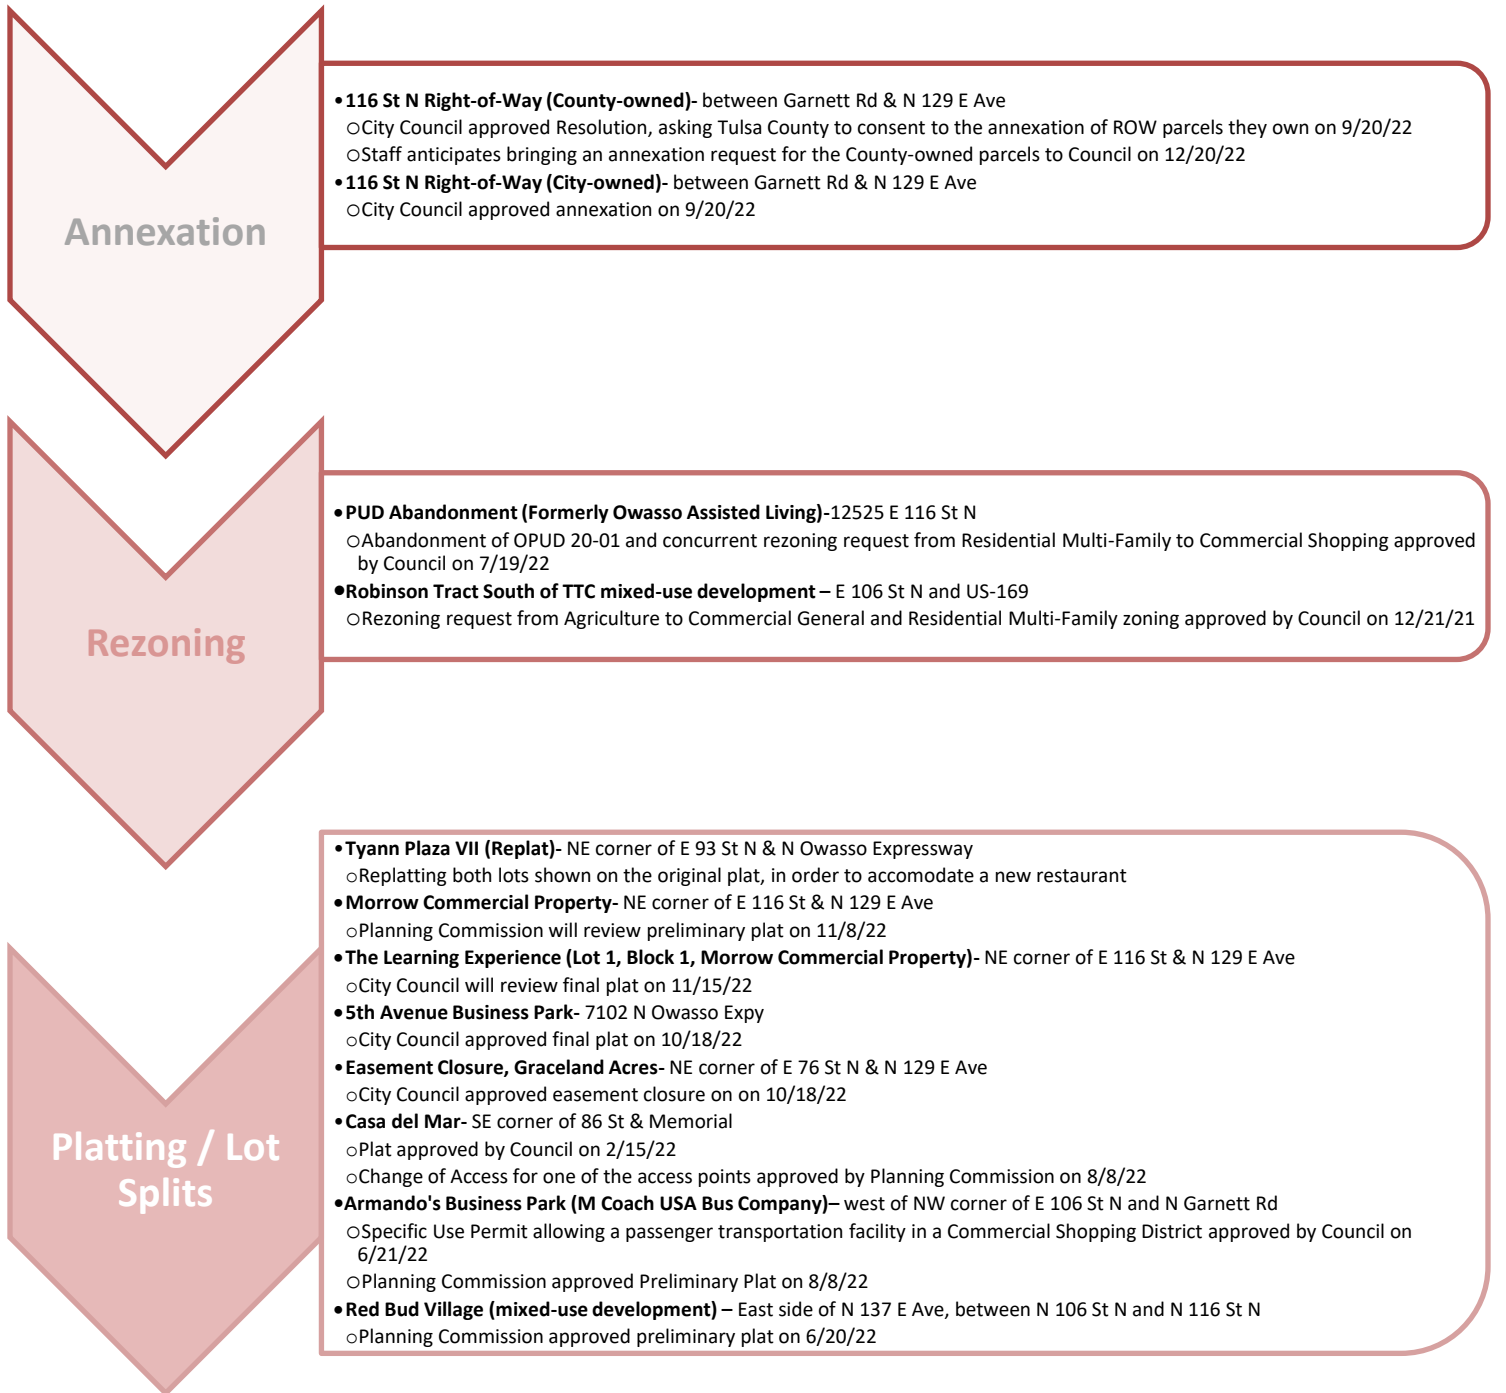 Annexation
•116 St N Right-of-Way (County-owned)- between Garnett Rd & N 129 E Ave
oCity Council approved Resolution, asking Tulsa County to consent to the annexation of ROW parcels they own on 9/20/22
oStaff anticipates bringing an annexation request for the County-owned parcels to Council on 12/20/22
•116 St N Right-of-Way (City-owned)- between Garnett Rd & N 129 E Ave
oCity Council approved annexation on 9/20/22
Rezoning
•PUD Abandonment (Formerly Owasso Assisted Living)-12525 E 116 St N
oAbandonment of OPUD 20-01 and concurrent rezoning request from Residential Multi-Family to Commercial Shopping approved
by Council on 7/19/22
•Robinson Tract South of TTC mixed-use development – E 106 St N and US-169
oRezoning request from Agriculture to Commercial General and Residential Multi-Family zoning approved by Council on 12/21/21
Platting / Lot
Splits
•Tyann Plaza VII (Replat)- NE corner of E 93 St N & N Owasso Expressway
oReplatting both lots shown on the original plat, in order to accomodate a new restaurant
•Morrow Commercial Property- NE corner of E 116 St & N 129 E Ave
oPlanning Commission will review preliminary plat on 11/8/22
•The Learning Experience (Lot 1, Block 1, Morrow Commercial Property)- NE corner of E 116 St & N 129 E Ave
oCity Council will review final plat on 11/15/22
•5th Avenue Business Park- 7102 N Owasso Expy
oCity Council approved final plat on 10/18/22
•Easement Closure, Graceland Acres- NE corner of E 76 St N & N 129 E Ave
oCity Council approved easement closure on on 10/18/22
•Casa del Mar- SE corner of 86 St & Memorial
oPlat approved by Council on 2/15/22
oChange of Access for one of the access points approved by Planning Commission on 8/8/22
•Armando's Business Park (M Coach USA Bus Company)– west of NW corner of E 106 St N and N Garnett Rd
oSpecific Use Permit allowing a passenger transportation facility in a Commercial Shopping District approved by Council on
6/21/22
oPlanning Commission approved Preliminary Plat on 8/8/22
•Red Bud Village (mixed-use development) – East side of N 137 E Ave, between N 106 St N and N 116 St N
oPlanning Commission approved preliminary plat on 6/20/22